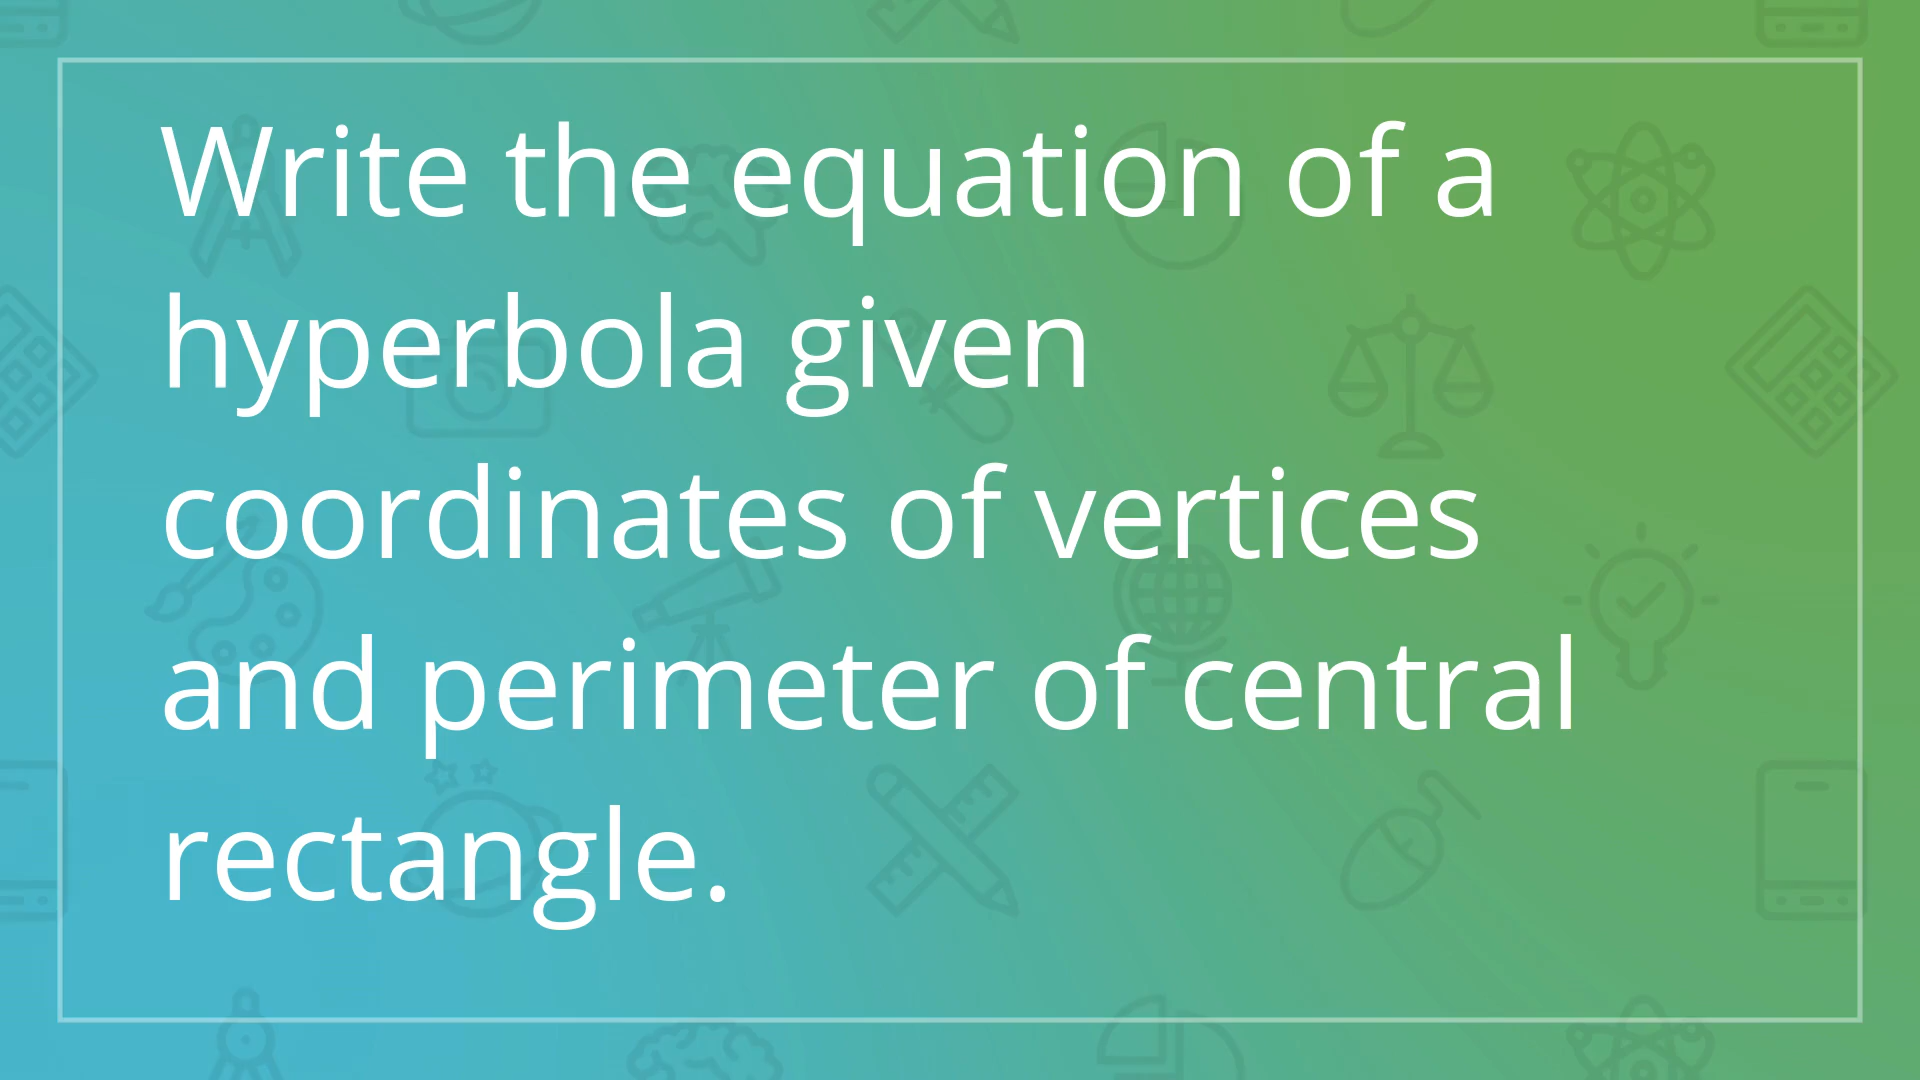 Write the equation of a
hyperbola given
coordinates of vertices
and perimeter of central
rectangle.